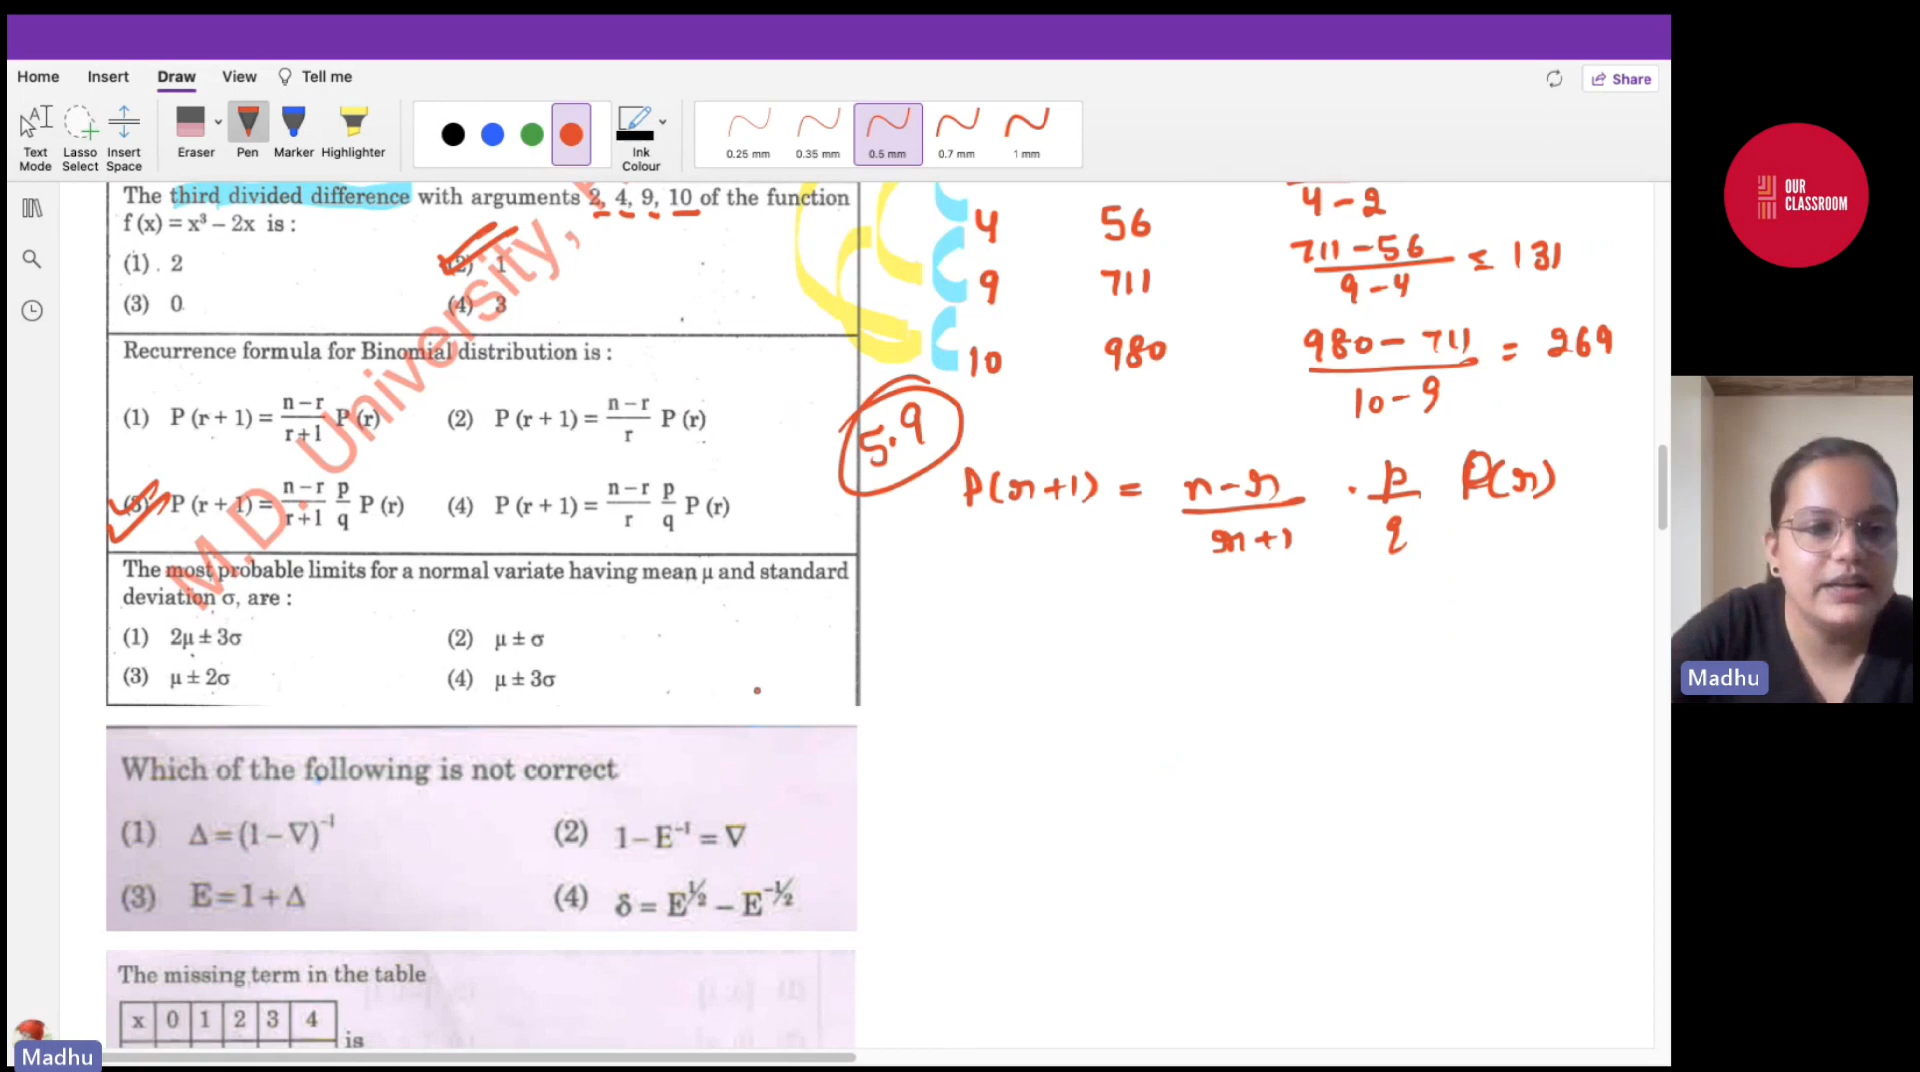 Home Insert Draw View Tell me
Share
Text Mode
Lasso Select
Insert Space
Eraser
Pen
Marker
Highlighter
Ink Colour
0.25 mm
0.35 mm
0.5 mm
0.7 mm
1 mm
OUR CLASSROOM
The third divided difference with arguments 2, 4, 9, 10 of the function
f (x) = x³ – 2x is :
(1) . 2 (2) 1
(3) 0 (4) 3
Recurrence formula for Binomial distribution is :
(1) P (r + 1) = n–r / r+1 P (r) (2) P (r + 1) = n–r / r P (r)
(3) P (r + 1) = n–r / r+1 p / q P (r) (4) P (r + 1) = n–r / r p / q P (r)
The most probable limits for a normal variate having mean μ and standard
deviation σ, are :
(1) 2μ ± 3σ (2) μ ± σ
(3) μ ± 2σ (4) μ ± 3σ
M.D. University,
Which of the following is not correct
(1) Δ = (1 – ∇)⁻¹ (2) 1 – E⁻¹ = ∇
(3) E = 1 + Δ (4) δ = E^½ – E^-½
The missing term in the table
x 0 1 2 3 4
is
4 – 2
4 56
711 – 56 / 9 – 4 = 131
9 711
10 980
980 – 711 / 10 – 9 = 269
5.9
P(r+1) = n–r / r+1 · p / q P(r)
Madhu
Madhu